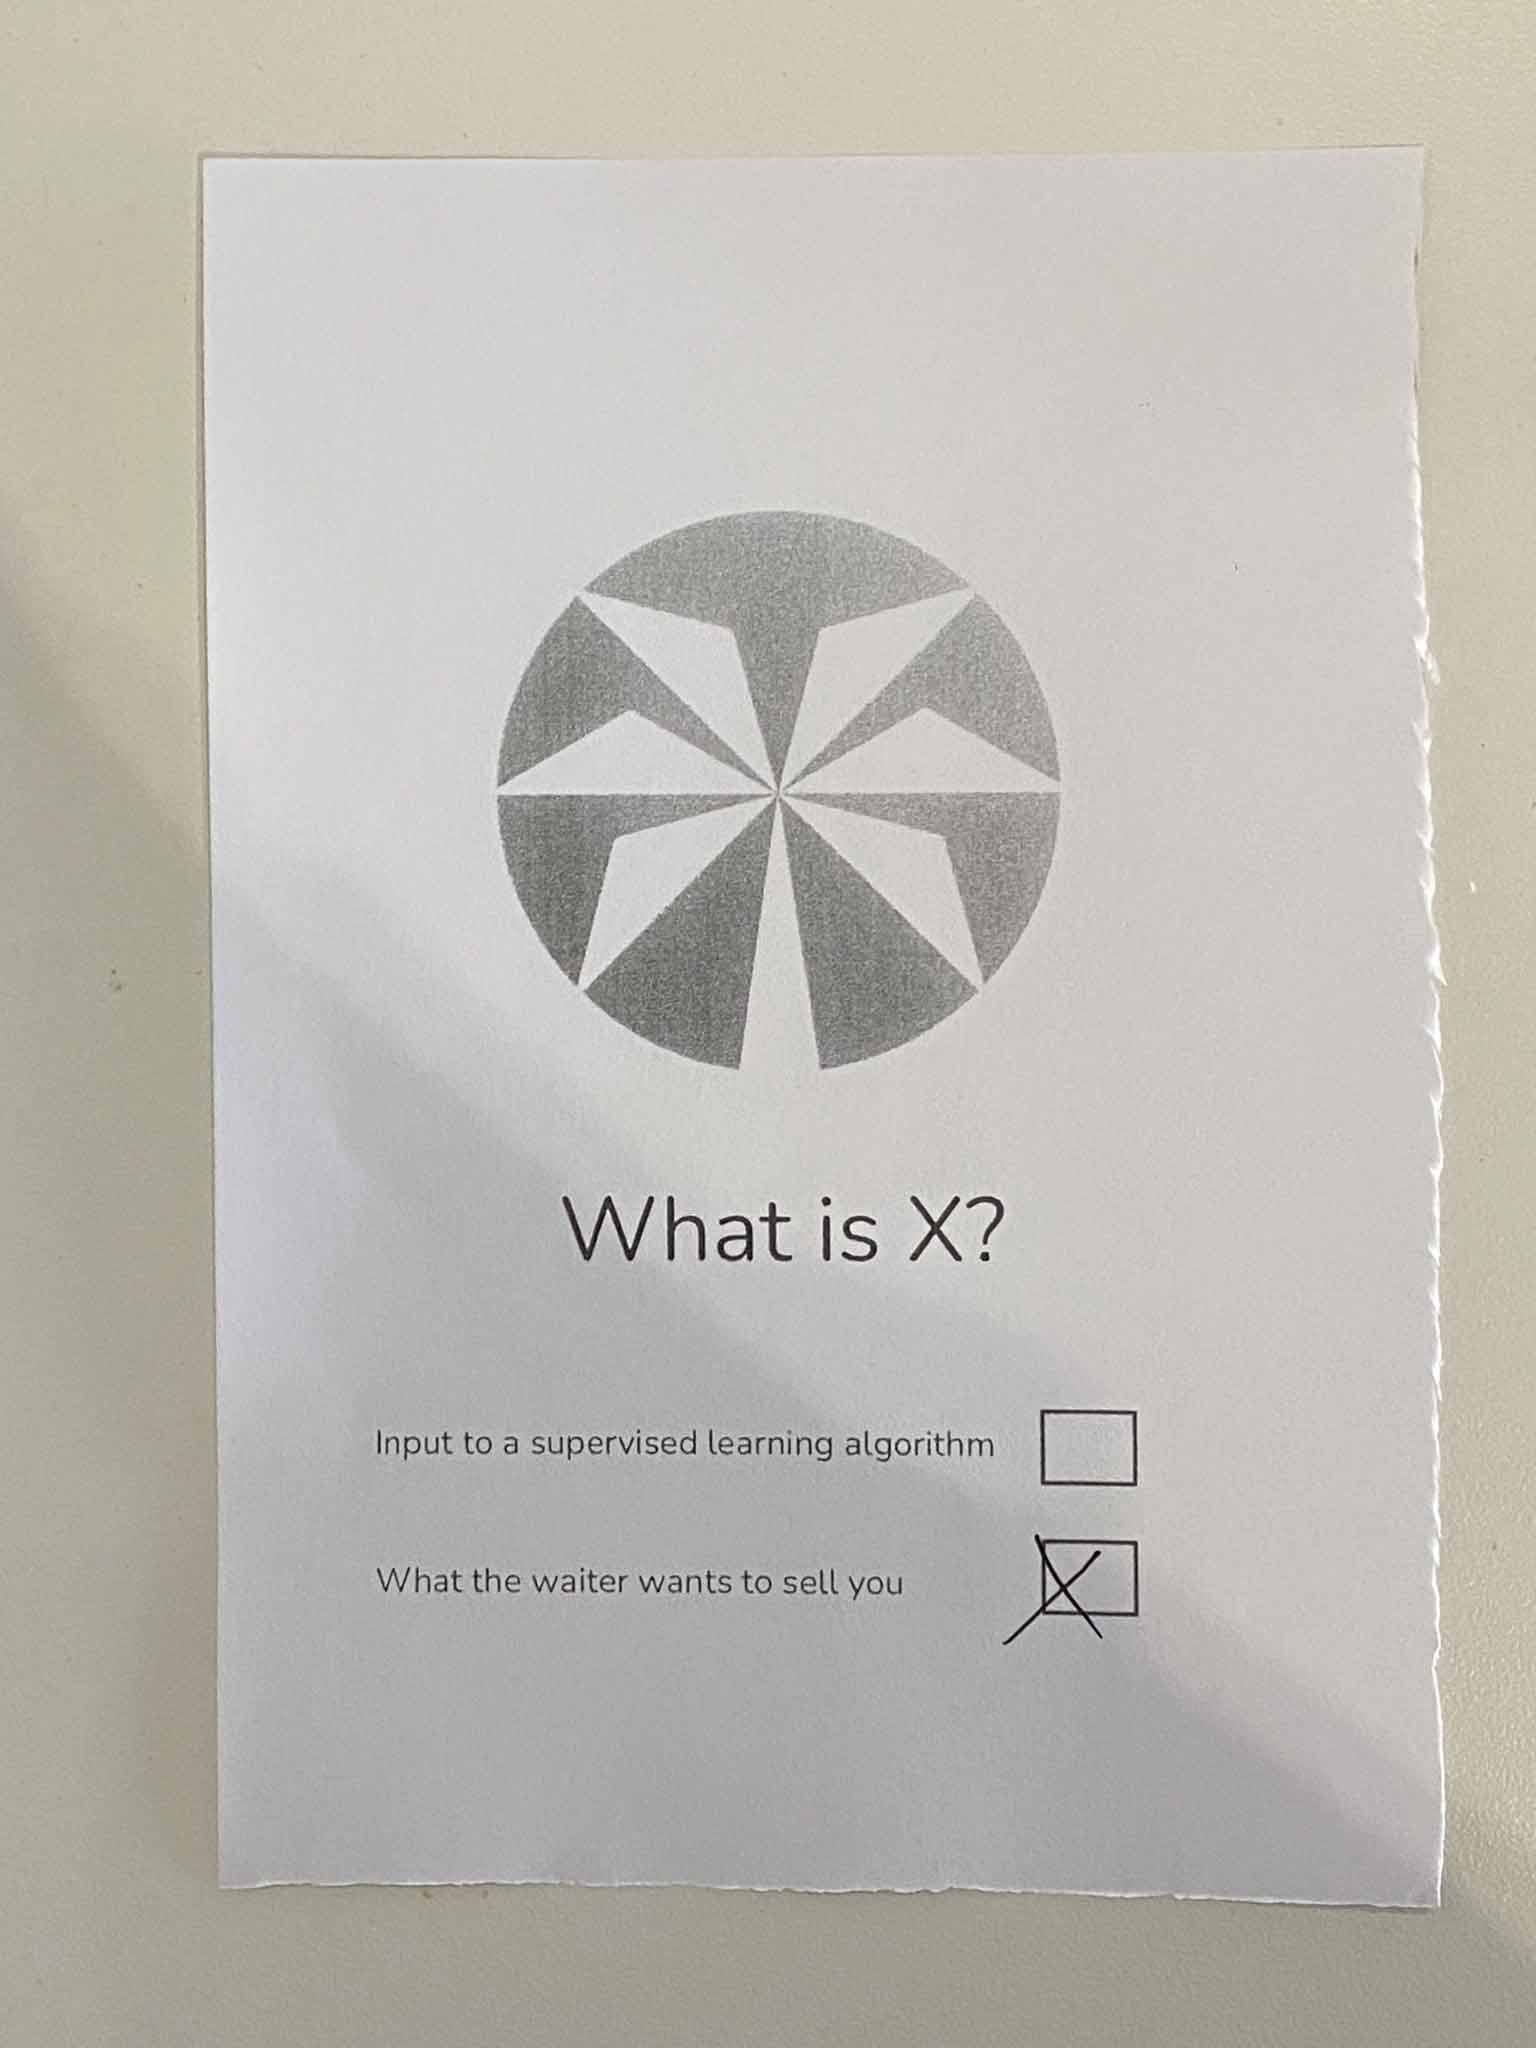 What is X?
Input to a supervised learning algorithm
What the waiter wants to sell you